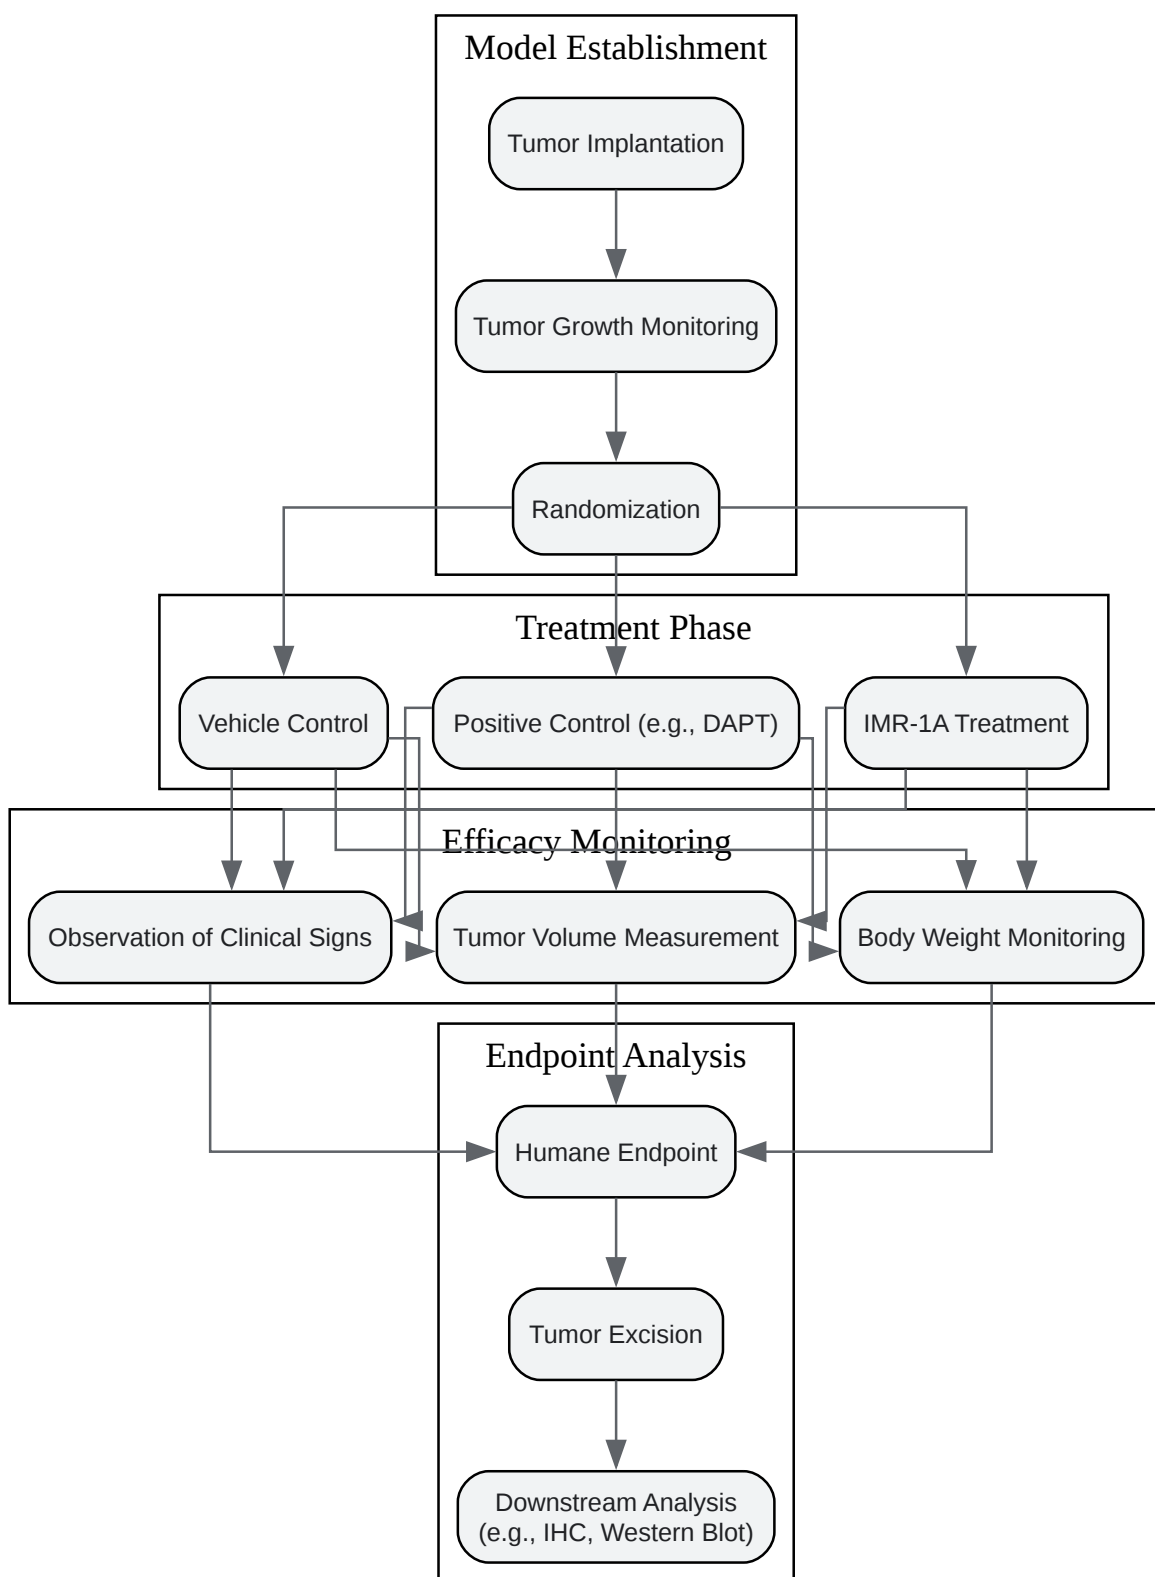 Model Establishment
Tumor Implantation
Tumor Growth Monitoring
Randomization
Treatment Phase
Vehicle Control
Positive Control (e.g., DAPT)
IMR-1A Treatment
Efficacy Monitoring
Observation of Clinical Signs
Tumor Volume Measurement
Body Weight Monitoring
Endpoint Analysis
Humane Endpoint
Tumor Excision
Downstream Analysis
(e.g., IHC, Western Blot)